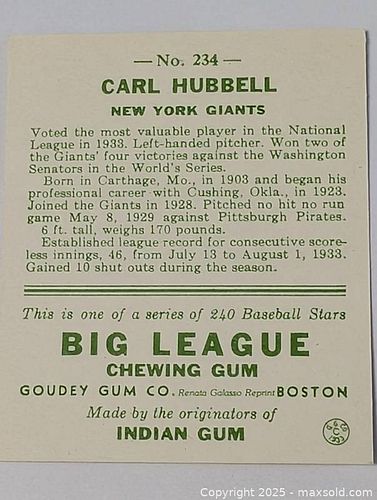 — No. 234 —
CARL HUBBELL
NEW YORK GIANTS
Voted the most valuable player in the National
League in 1933. Left-handed pitcher. Won two of
the Giants' four victories against the Washington
Senators in the World's Series.
Born in Carthage, Mo., in 1903 and began his
professional career with Cushing, Okla., in 1923.
Joined the Giants in 1928. Pitched no hit no run
game May 8, 1929 against Pittsburgh Pirates.
6 ft. tall, weighs 170 pounds.
Established league record for consecutive score-
less innings, 46, from July 13 to August 1, 1933.
Gained 10 shut outs during the season.
This is one of a series of 240 Baseball Stars
BIG LEAGUE
CHEWING GUM
GOUDEY GUM CO. Renata Galasso Reprint BOSTON
Made by the originators of
INDIAN GUM
G. G. CO.
C
1933
Copyright 2025 - maxsold.com